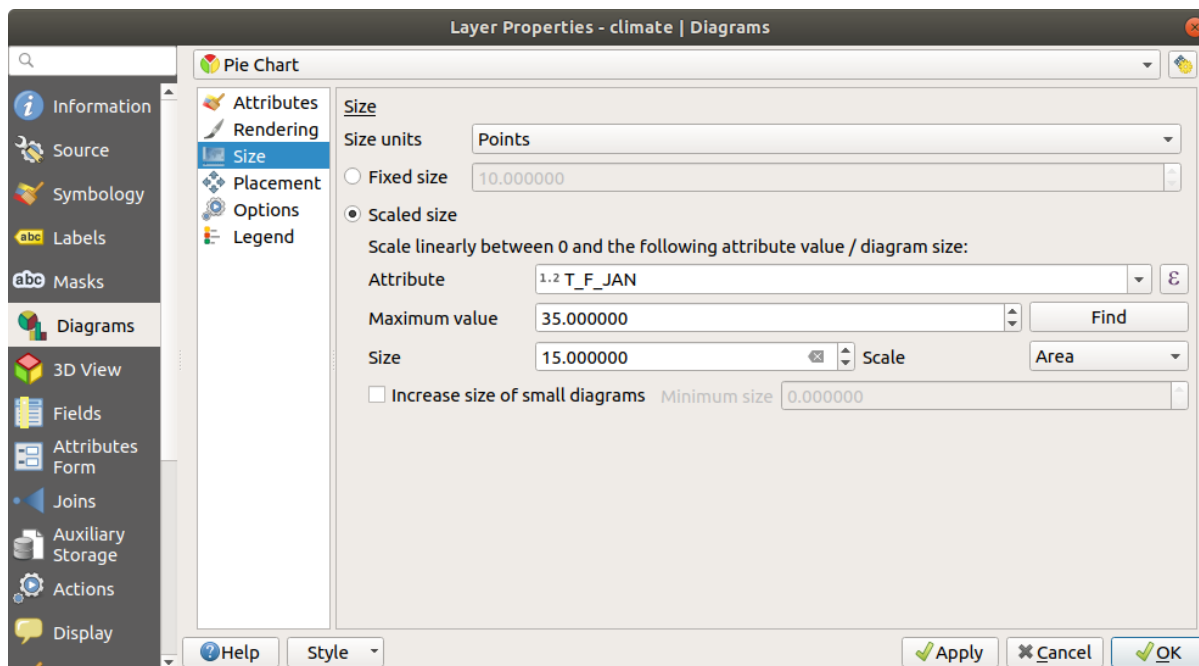 Layer Properties - climate | Diagrams
Pie Chart
Information
Source
Symbology
abc Labels
abc Masks
Diagrams
3D View
Fields
Attributes
Form
Joins
Auxiliary
Storage
Actions
Display
Attributes
Rendering
Size
Placement
Options
Legend
Size
Size units Points
Fixed size 10.000000
Scaled size
Scale linearly between 0 and the following attribute value / diagram size:
Attribute 1.2 T_F_JAN ε
Maximum value 35.000000 Find
Size 15.000000 Scale Area
Increase size of small diagrams Minimum size 0.000000
Help Style Apply Cancel OK